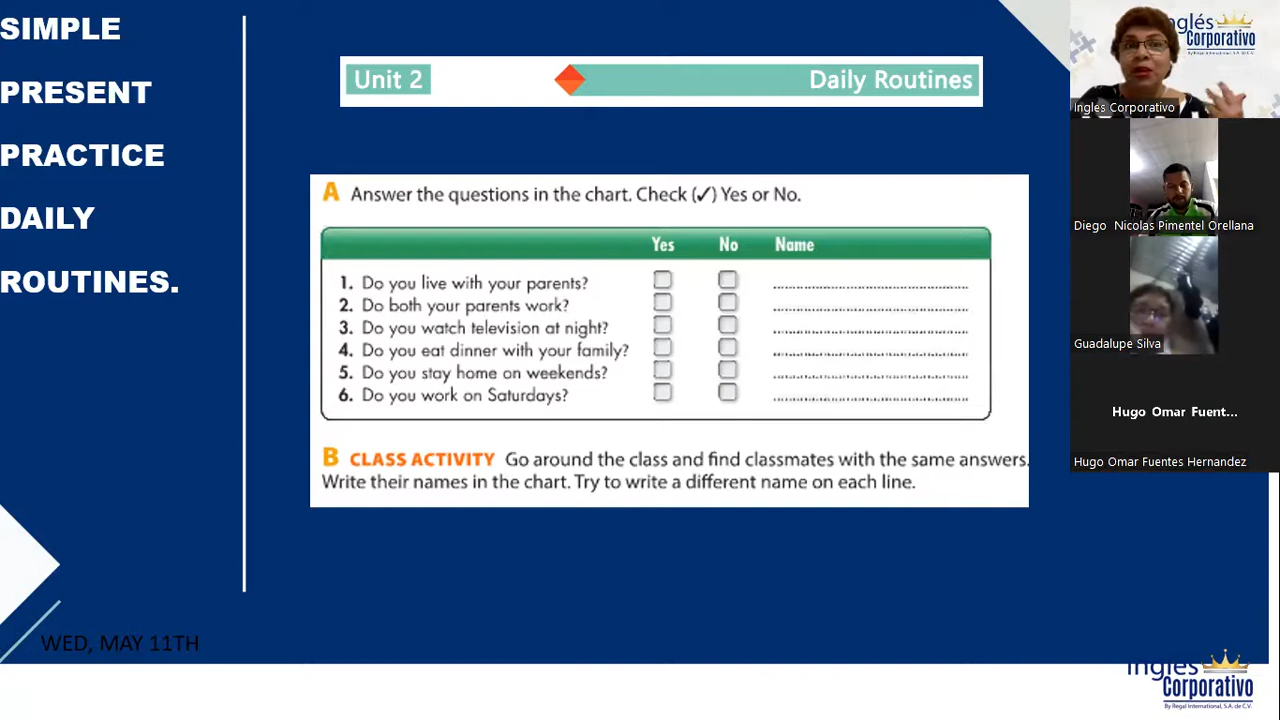 SIMPLE
PRESENT
PRACTICE
DAILY
ROUTINES.
Unit 2
Daily Routines
A Answer the questions in the chart. Check (✓) Yes or No.
Yes No Name
1. Do you live with your parents?
2. Do both your parents work?
3. Do you watch television at night?
4. Do you eat dinner with your family?
5. Do you stay home on weekends?
6. Do you work on Saturdays?
B CLASS ACTIVITY Go around the class and find classmates with the same answers.
Write their names in the chart. Try to write a different name on each line.
WED, MAY 11TH
Inglés
Corporativo
By Regal International, S.A. de C.V.
Ingles Corporativo
Diego Nicolas Pimentel Orellana
Guadalupe Silva
Hugo Omar Fuent...
Hugo Omar Fuentes Hernandez
Inglés
Corporativo
By Regal International, S.A. de C.V.